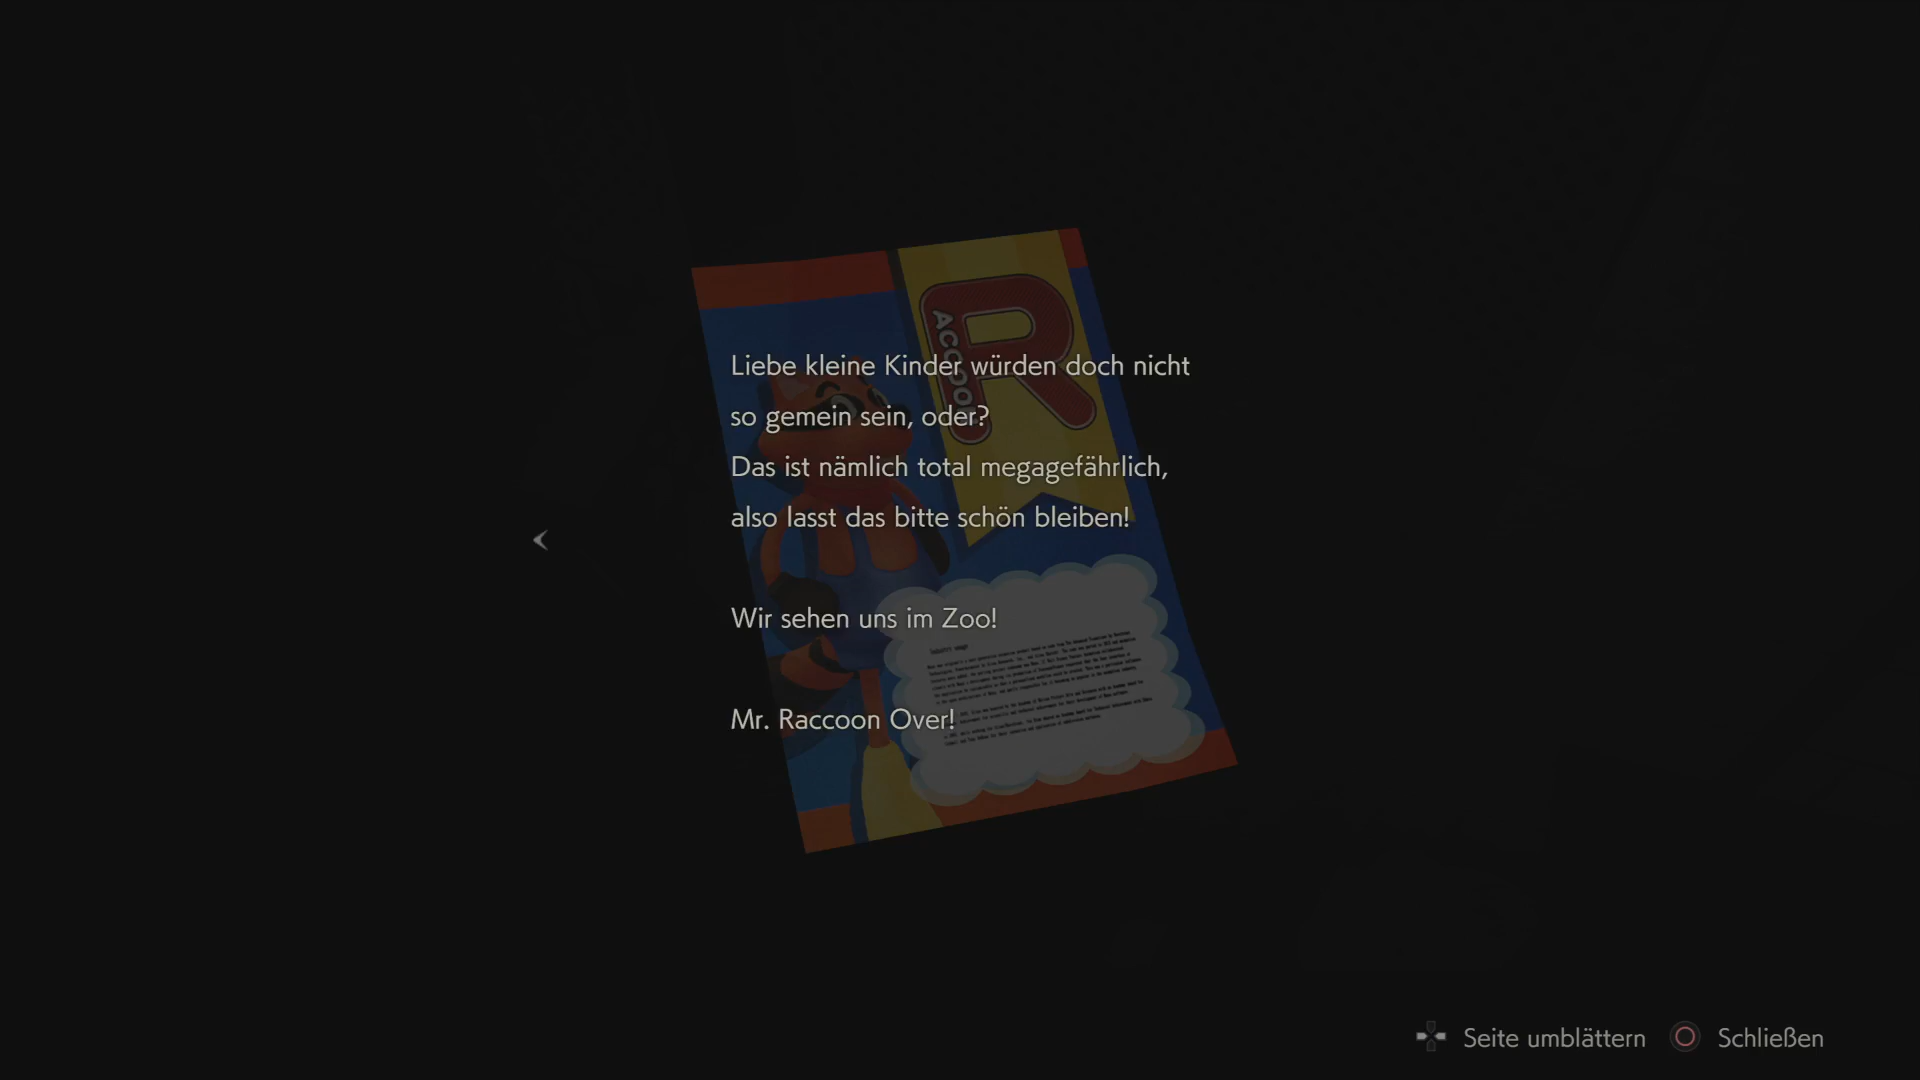 R
ACCOON
Liebe kleine Kinder würden doch nicht
so gemein sein, oder?
Das ist nämlich total megagefährlich,
also lasst das bitte schön bleiben!
Wir sehen uns im Zoo!
Mr. Raccoon Over!
Seite umblättern
Schließen